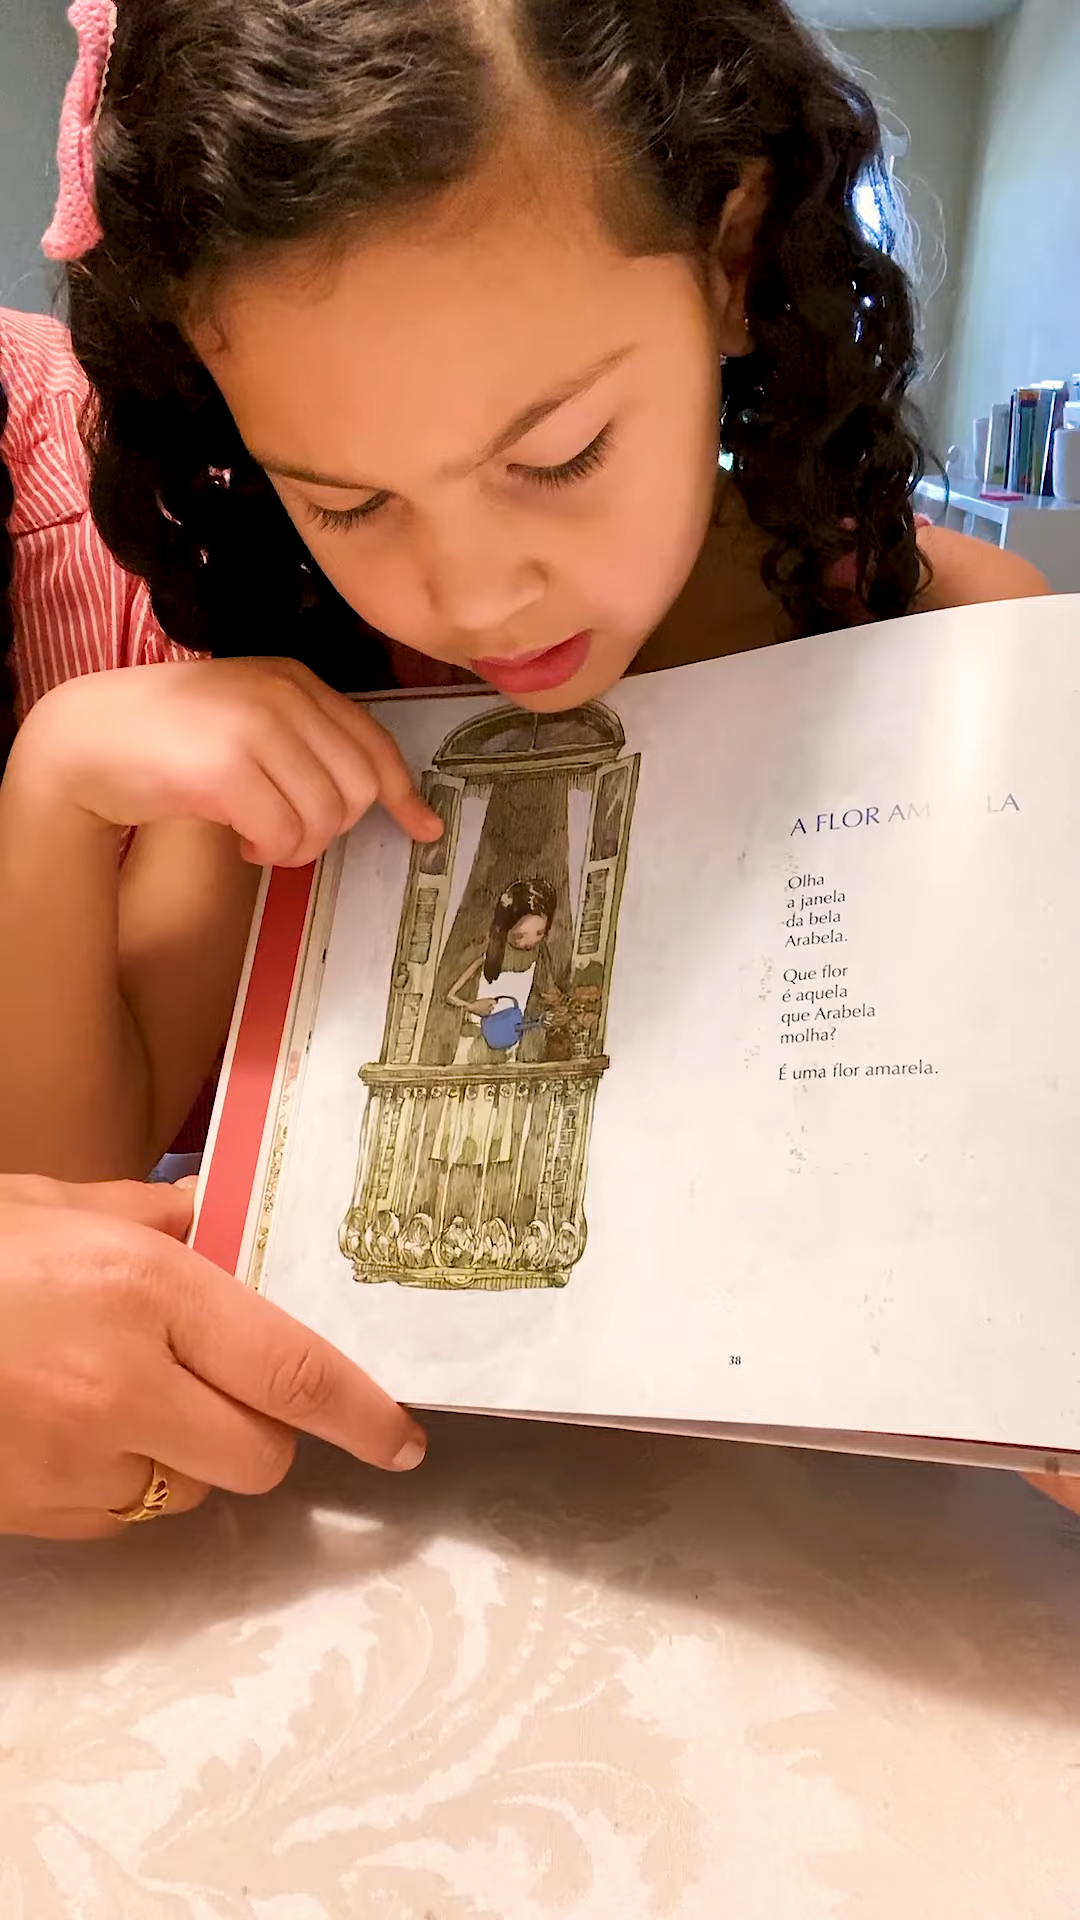 A FLOR AM LA
Olha
a janela
da bela
Arabela.
Que flor
é aquela
que Arabela
molha?
É uma flor amarela.
38